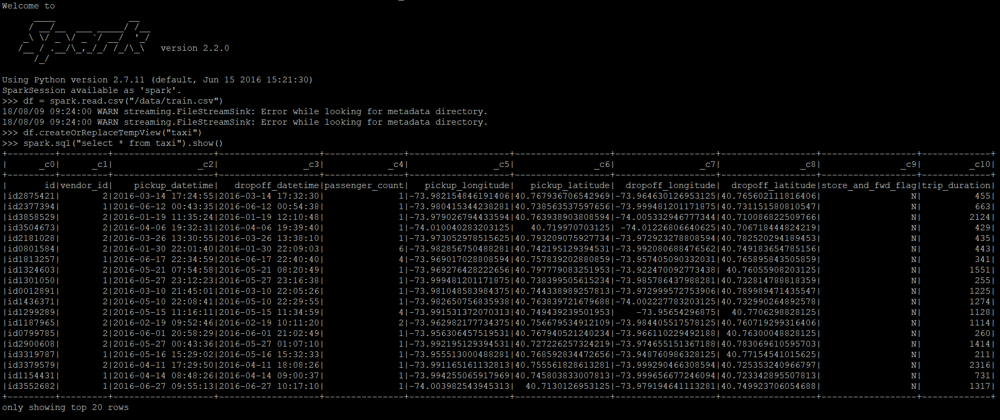 Welcome to
      ____              __
     / __/__  ___ _____/ /__
    _\ \/ _ \/ _ `/ __/  '_/
   /__ / .__/\_,_/_/ /_/\_\   version 2.2.0
      /_/
Using Python version 2.7.11 (default, Jun 15 2016 15:21:30)
SparkSession available as 'spark'.
>>> df = spark.read.csv("/data/train.csv")
18/08/09 09:24:00 WARN streaming.FileStreamSink: Error while looking for metadata directory.
18/08/09 09:24:00 WARN streaming.FileStreamSink: Error while looking for metadata directory.
>>> df.createOrReplaceTempView("taxi")
>>> spark.sql("select * from taxi").show()
+---------+---------+-------------------+-------------------+---------------+-------------------+------------------+-------------------+------------------+------------------+-------------+
|      _c0|      _c1|                _c2|                _c3|            _c4|                _c5|               _c6|                _c7|               _c8|               _c9|         _c10|
+---------+---------+-------------------+-------------------+---------------+-------------------+------------------+-------------------+------------------+------------------+-------------+
|       id|vendor_id|    pickup_datetime|   dropoff_datetime|passenger_count|   pickup_longitude|   pickup_latitude|  dropoff_longitude|  dropoff_latitude|store_and_fwd_flag|trip_duration|
|id2875421|        2|2016-03-14 17:24:55|2016-03-14 17:32:30|              1|-73.982154846191406|40.767936706542969|-73.964630126953125|40.765602111816406|                 N|          455|
|id2377394|        1|2016-06-12 00:43:35|2016-06-12 00:54:38|              1|-73.980415344238281|40.738563537597656|-73.999481201171875|40.731151580810547|                 N|          663|
|id3858529|        2|2016-01-19 11:35:24|2016-01-19 12:10:48|              1|-73.979026794433594|40.763938903808594|-74.005332946777344|40.710086822509766|                 N|         2124|
|id3504673|        2|2016-04-06 19:32:31|2016-04-06 19:39:40|              1|-74.010040283203125|   40.719970703125| -74.01226806640625|40.706718444824219|                 N|          429|
|id2181028|        2|2016-03-26 13:30:55|2016-03-26 13:38:10|              1|-73.973052978515625|40.793209075927734|-73.972923278808594|40.782520294189453|                 N|          435|
|id0801584|        2|2016-01-30 22:01:40|2016-01-30 22:09:03|              6|-73.982856750488281|40.742195129394531|-73.992080688476562|40.749183654785156|                 N|          443|
|id1813257|        1|2016-06-17 22:34:59|2016-06-17 22:40:40|              4|-73.969017028808594|40.757839202880859|-73.957405090332031|40.765895843505859|                 N|          341|
|id1324603|        2|2016-05-21 07:54:58|2016-05-21 08:20:49|              1|-73.969276428222656|40.797779083251953|-73.922470092773438| 40.76055908203125|                 N|         1551|
|id1301050|        1|2016-05-27 23:12:23|2016-05-27 23:16:38|              1|-73.999481201171875|40.738399505615234|-73.985786437988281|40.732814788818359|                 N|          255|
|id0012891|        2|2016-03-10 21:45:01|2016-03-10 22:05:26|              1|-73.981048583984375|40.744338989257813|-73.972999572753906|40.789989471435547|                 N|         1225|
|id1436371|        2|2016-05-10 22:08:41|2016-05-10 22:29:55|              1|-73.982650756835938|40.763839721679688|-74.002227783203125|40.732990264892578|                 N|         1274|
|id1299289|        2|2016-05-15 11:16:11|2016-05-15 11:34:59|              4|-73.991531372070313|40.749439239501953|    -73.95654296875|  40.7706298828125|                 N|         1128|
|id1187965|        2|2016-02-19 09:52:46|2016-02-19 10:11:20|              2|-73.962982177734375|40.756679534912109|-73.984405517578125|40.760719299316406|                 N|         1114|
|id0799785|        2|2016-06-01 20:58:29|2016-06-01 21:02:49|              1|-73.956306457519531|40.767940521240234|-73.966110229492188| 40.76300048828125|                 N|          260|
|id2900608|        2|2016-05-27 00:43:36|2016-05-27 01:07:10|              1|-73.992195129394531|40.727226257324219|-73.974655151367188|40.783069610595703|                 N|         1414|
|id3319787|        1|2016-05-16 15:29:02|2016-05-16 15:32:33|              1|-73.955513000488281|40.768592834472656|-73.948760986328125| 40.77154541015625|                 N|          211|
|id3379579|        2|2016-04-11 17:29:50|2016-04-11 18:08:26|              1|-73.991165161132813|40.755561828613281|-73.999290466308594|40.725353240966797|                 N|         2316|
|id1154431|        1|2016-04-14 08:48:26|2016-04-14 09:00:37|              1|-73.994255065917969|40.745803833007813|-73.999656677246094|40.723342895507813|                 N|          731|
|id3552682|        1|2016-06-27 09:55:13|2016-06-27 10:17:10|              1|-74.003982543945313|  40.7130126953125|-73.979194641113281|40.749923706054688|                 N|         1317|
+---------+---------+-------------------+-------------------+---------------+-------------------+------------------+-------------------+------------------+------------------+-------------+
only showing top 20 rows